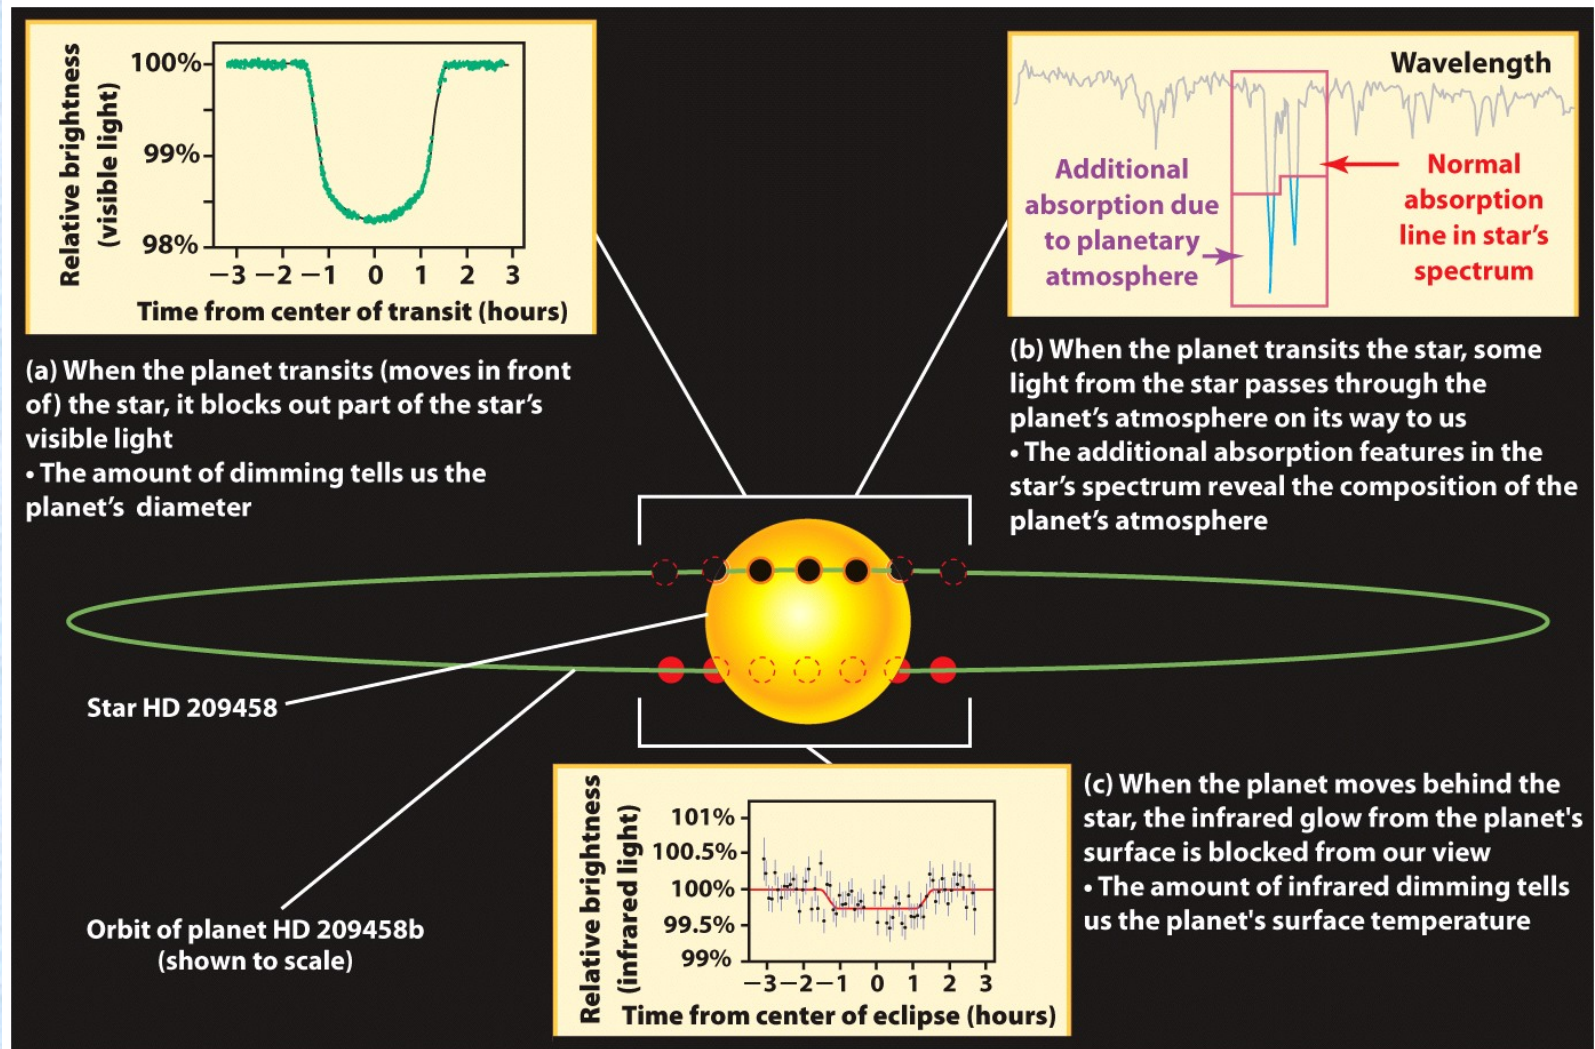 Relative brightness
(visible light)
100%
99%
98%
−3 −2 −1 0 1 2 3
Time from center of transit (hours)
(a) When the planet transits (moves in front
of) the star, it blocks out part of the star’s
visible light
• The amount of dimming tells us the
planet’s diameter
Wavelength
Additional
absorption due
to planetary
atmosphere
Normal
absorption
line in star’s
spectrum
(b) When the planet transits the star, some
light from the star passes through the
planet’s atmosphere on its way to us
• The additional absorption features in the
star’s spectrum reveal the composition of the
planet’s atmosphere
Star HD 209458
Orbit of planet HD 209458b
(shown to scale)
Relative brightness
(infrared light)
101%
100.5%
100%
99.5%
99%
−3 −2 −1 0 1 2 3
Time from center of eclipse (hours)
(c) When the planet moves behind the
star, the infrared glow from the planet's
surface is blocked from our view
• The amount of infrared dimming tells
us the planet's surface temperature